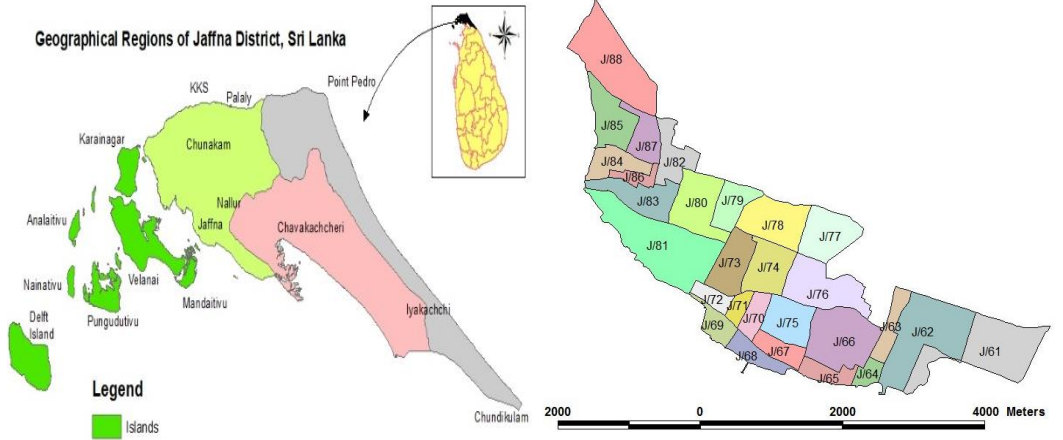 Geographical Regions of Jaffna District, Sri Lanka
Point Pedro
KKS
Palaly
Karainagar
Chunakam
Analaitivu
Nallur
Jaffna
Chavakachcheri
Nainativu
Velanai
Mandaitivu
Pungudutivu
Delft
Island
Iyakachchi
Chundikulam
Legend
Islands
J/88
J/85
J/87
J/84
J/82
J/86
J/83
J/80
J/79
J/78
J/77
J/81
J/73
J/74
J/76
J/72
J/71
J/70
J/69
J/75
J/66
J/63
J/62
J/61
J/68
J/67
J/65
J/64
2000 0 2000 4000 Meters